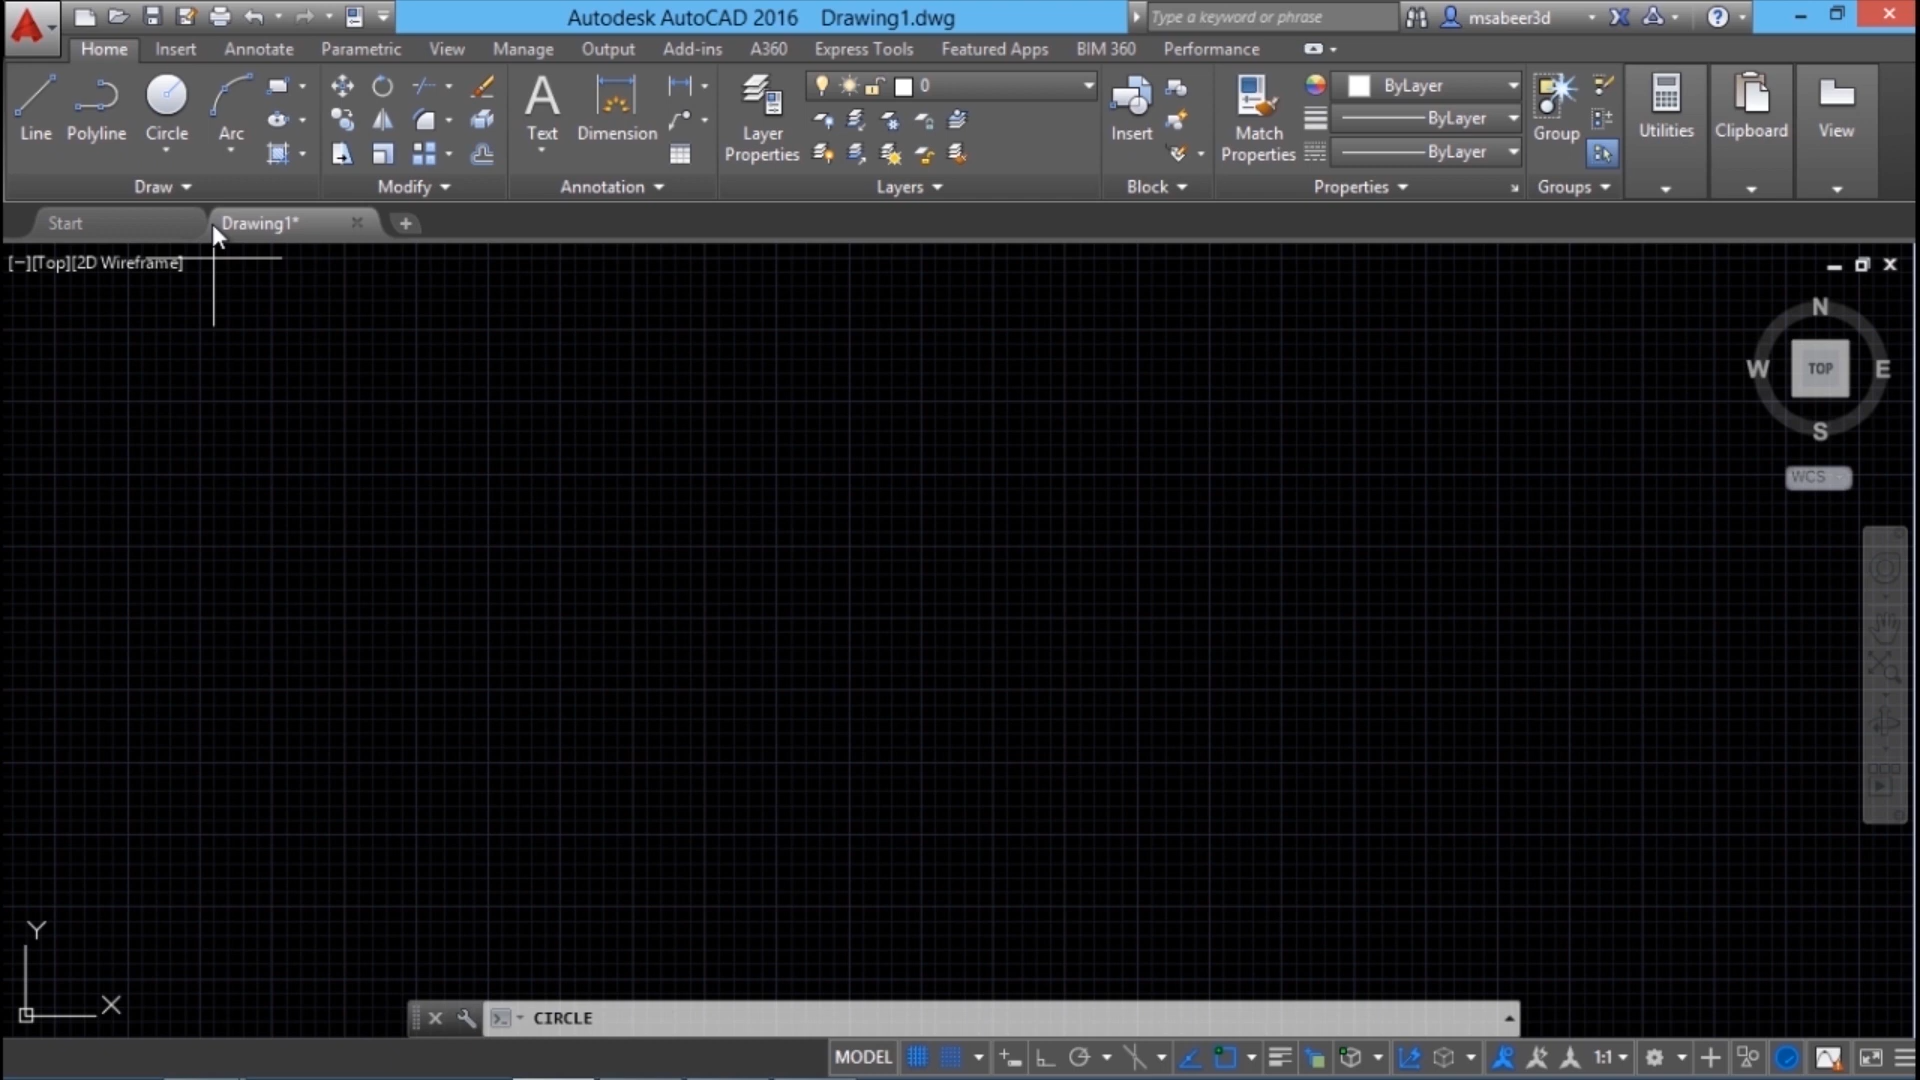 Autodesk AutoCAD 2016 Drawing1.dwg
Type a keyword or phrase
msabeer3d
Home Insert Annotate Parametric View Manage Output Add-ins A360 Express Tools Featured Apps BIM 360 Performance
0
ByLayer
ByLayer
ByLayer
Line Polyline Circle Arc
Text Dimension
Layer Properties
Insert
Match Properties
Group
Utilities
Clipboard
View
Draw Modify Annotation Layers Block Properties Groups
Start Drawing1*
[−][Top][2D Wireframe]
N
W TOP E
S
WCS
Y
X
CIRCLE
MODEL 1:1